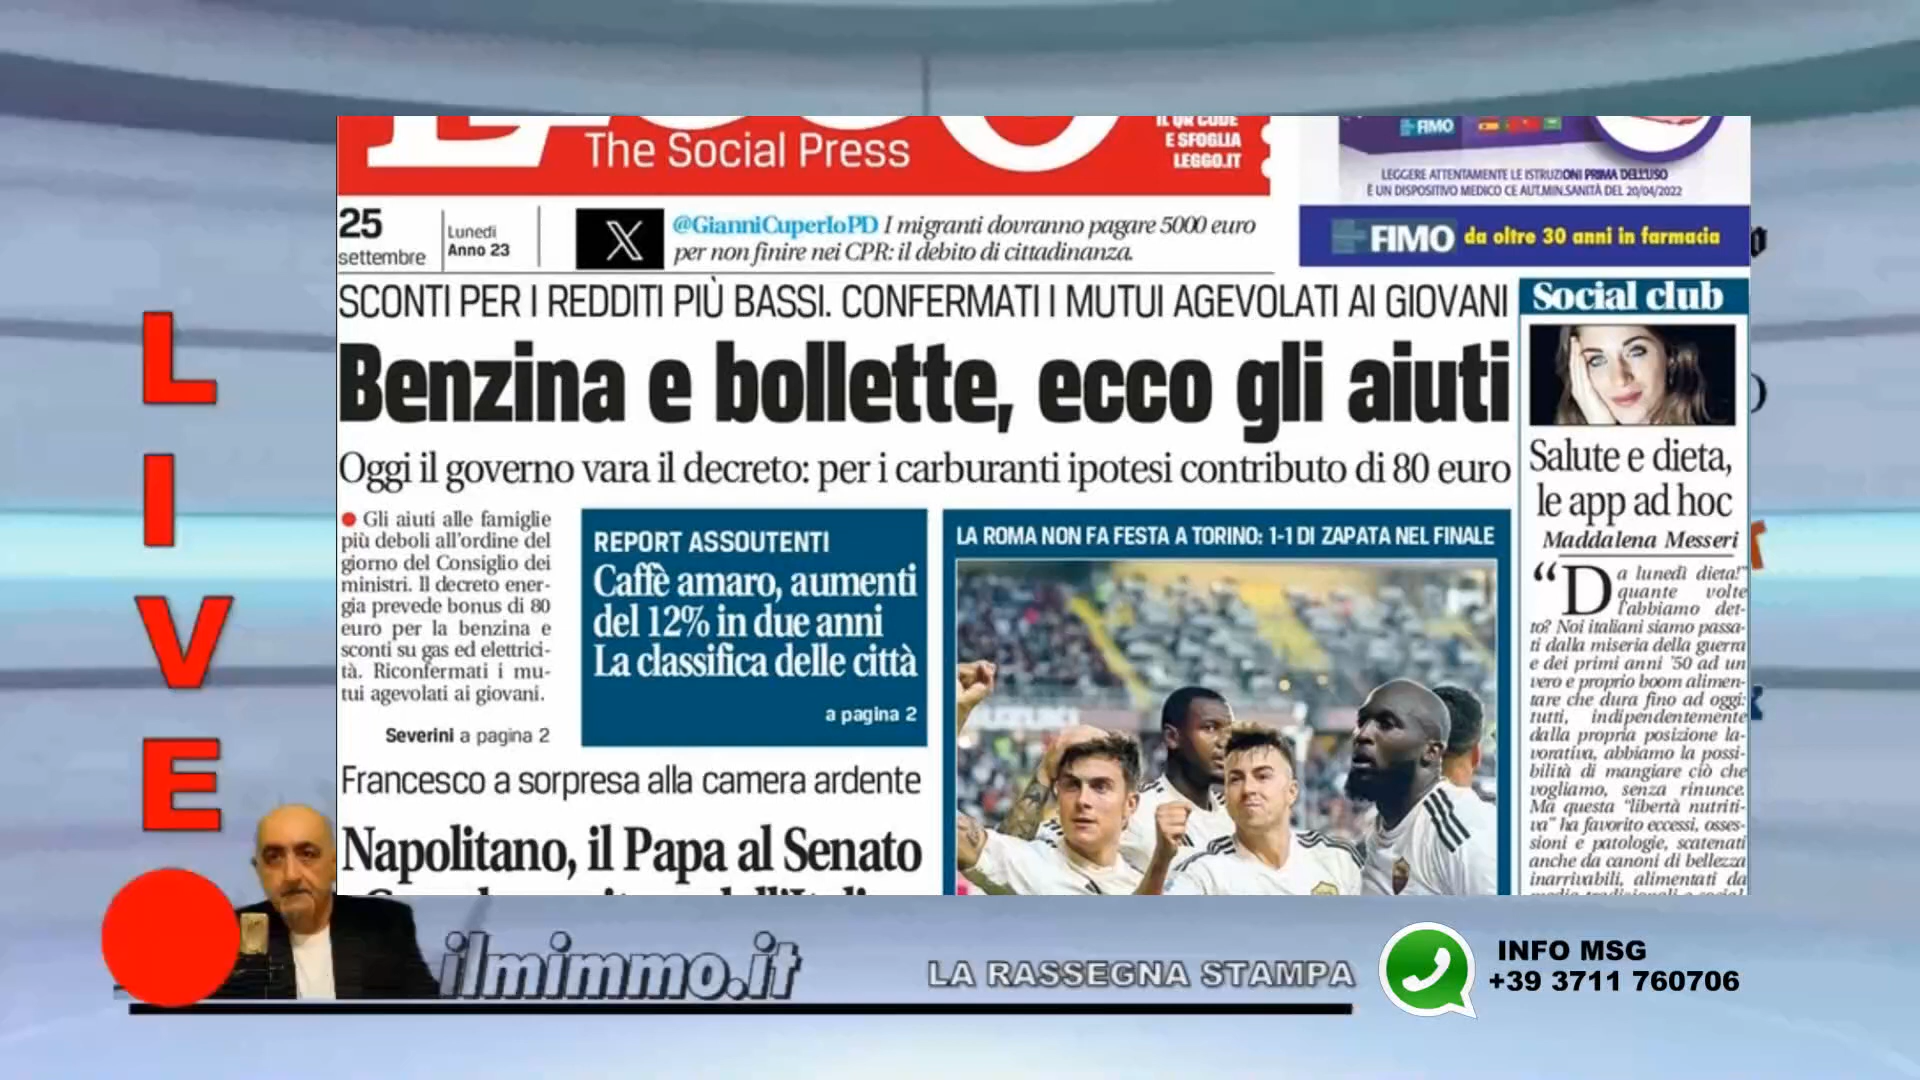 The Social Press
IL QR CODE
E SFOGLIA
LEGGO.IT
FIMO
LEGGERE ATTENTAMENTE LE ISTRUZIONI PRIMA DELL'USO
È UN DISPOSITIVO MEDICO CE AUT.MIN.SANITÀ DEL 20/04/2022
FIMO da oltre 30 anni in farmacia
25
settembre
Lunedì
Anno 23
X
@GianniCuperloPD I migranti dovranno pagare 5000 euro
per non finire nei CPR: il debito di cittadinanza.
SCONTI PER I REDDITI PIÙ BASSI. CONFERMATI I MUTUI AGEVOLATI AI GIOVANI
Benzina e bollette, ecco gli aiuti
Oggi il governo vara il decreto: per i carburanti ipotesi contributo di 80 euro
Gli aiuti alle famiglie
più deboli all'ordine del
giorno del Consiglio dei
ministri. Il decreto ener-
gia prevede bonus di 80
euro per la benzina e
sconti su gas ed elettrici-
tà. Riconfermati i mu-
tui agevolati ai giovani.
Severini a pagina 2
REPORT ASSOUTENTI
Caffè amaro, aumenti
del 12% in due anni
La classifica delle città
a pagina 2
Francesco a sorpresa alla camera ardente
Napolitano, il Papa al Senato
LA ROMA NON FA FESTA A TORINO: 1-1 DI ZAPATA NEL FINALE
Social club
Salute e dieta,
le app ad hoc
Maddalena Messeri
“Da lunedì dieta!”
quante volte
l'abbiamo det-
to? Noi italiani siamo passa-
ti dalla miseria della guerra
e dei primi anni '50 ad un
vero e proprio boom alimen-
tare che dura fino ad oggi:
tutti, indipendentemente
dalla propria posizione la-
vorativa, abbiamo la possi-
bilità di mangiare ciò che
vogliamo, senza rinunce.
Ma questa "libertà nutriti-
va" ha favorito eccessi, osses-
sioni e patologie, scatenati
anche da canoni di bellezza
inarrivabili, alimentati da
LIVE
ilmimmo.it
LA RASSEGNA STAMPA
INFO MSG
+39 3711 760706